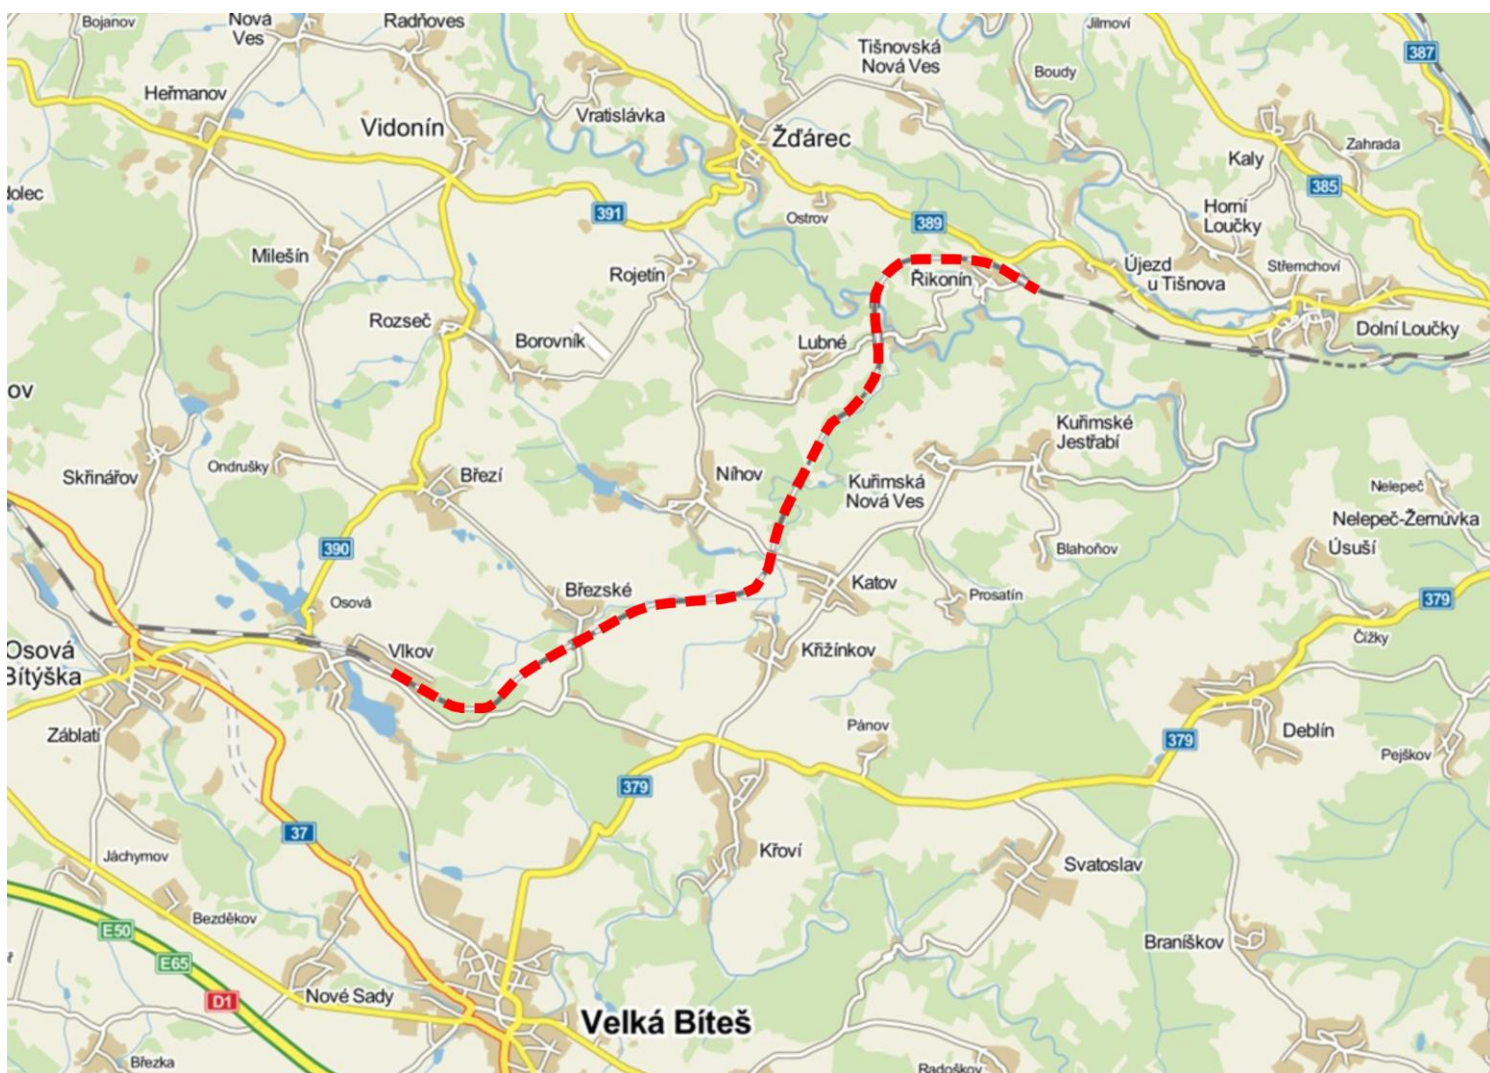 Bojanov
Nová
Ves
Radňoves
Tišnovská
Nová Ves
Jilmoví
387
Boudy
Heřmanov
Vratislávka
Vidonín
Žďárec
Kaly
Zahrada
385
dolec
391
Ostrov
389
Horní
Loučky
Milešín
Rojetín
Řikonín
Újezd
u Tišnova
Střemchoví
Rozseč
Borovník
Lubné
Dolní Loučky
ov
Kuřimské
Jestřabí
Skřinářov
Ondrušky
Březí
Níhov
Kuřimská
Nová Ves
Nelepeč
Nelepeč-Žernůvka
390
Blahoňov
Úsuší
Březské
Katov
Prosatín
379
Osová
Čížky
Osová
Bítýška
Vlkov
Křižínkov
Záblatí
Pánov
379
Deblín
Pejškov
379
37
Jáchymov
Křoví
Svatoslav
Bezděkov
E50
E65
Braníškov
D1
Nové Sady
Velká Bíteš
Březka
Radoškov